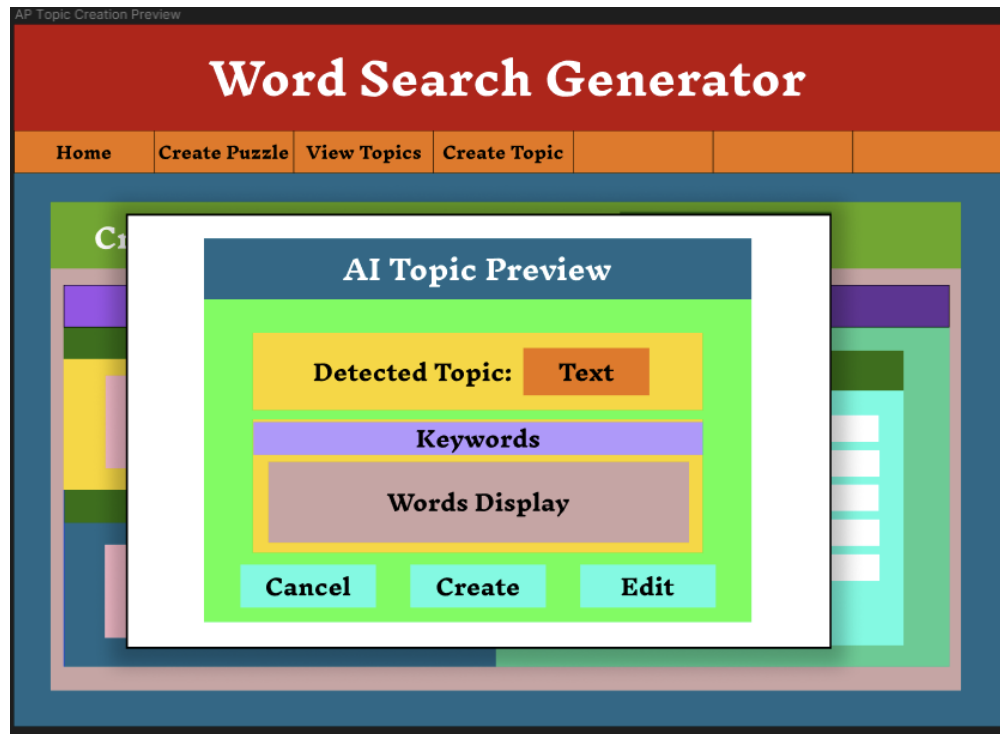 AP Topic Creation Preview
Word Search Generator
Home Create Puzzle View Topics Create Topic
AI Topic Preview
Detected Topic: Text
Keywords
Words Display
Cancel Create Edit